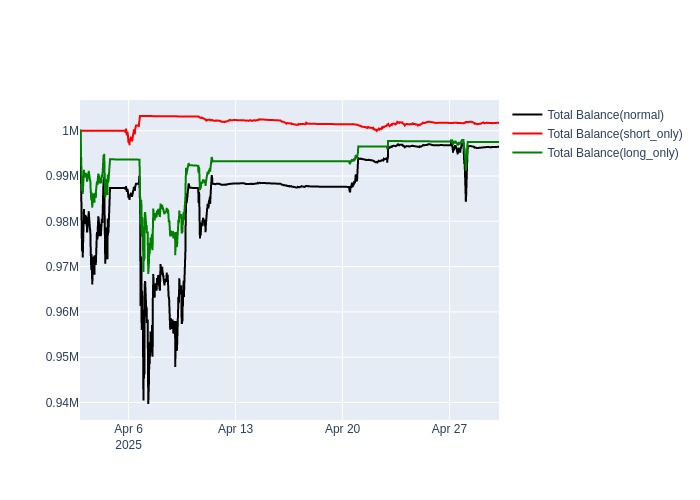 1M
0.99M
0.98M
0.97M
0.96M
0.95M
0.94M
Apr 6
2025
Apr 13
Apr 20
Apr 27
Total Balance(normal)
Total Balance(short_only)
Total Balance(long_only)